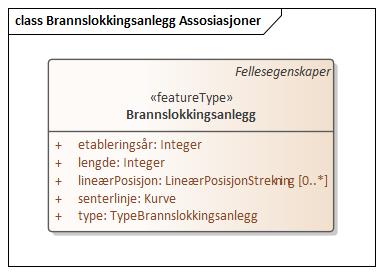 class Brannslokkingsanlegg Assosiasjoner
Fellesegenskaper
«featureType»
Brannslokkingsanlegg
+ etableringsår: Integer
+ lengde: Integer
+ lineærPosisjon: LineærPosisjonStrekning [0..*]
+ senterlinje: Kurve
+ type: TypeBrannslokkingsanlegg